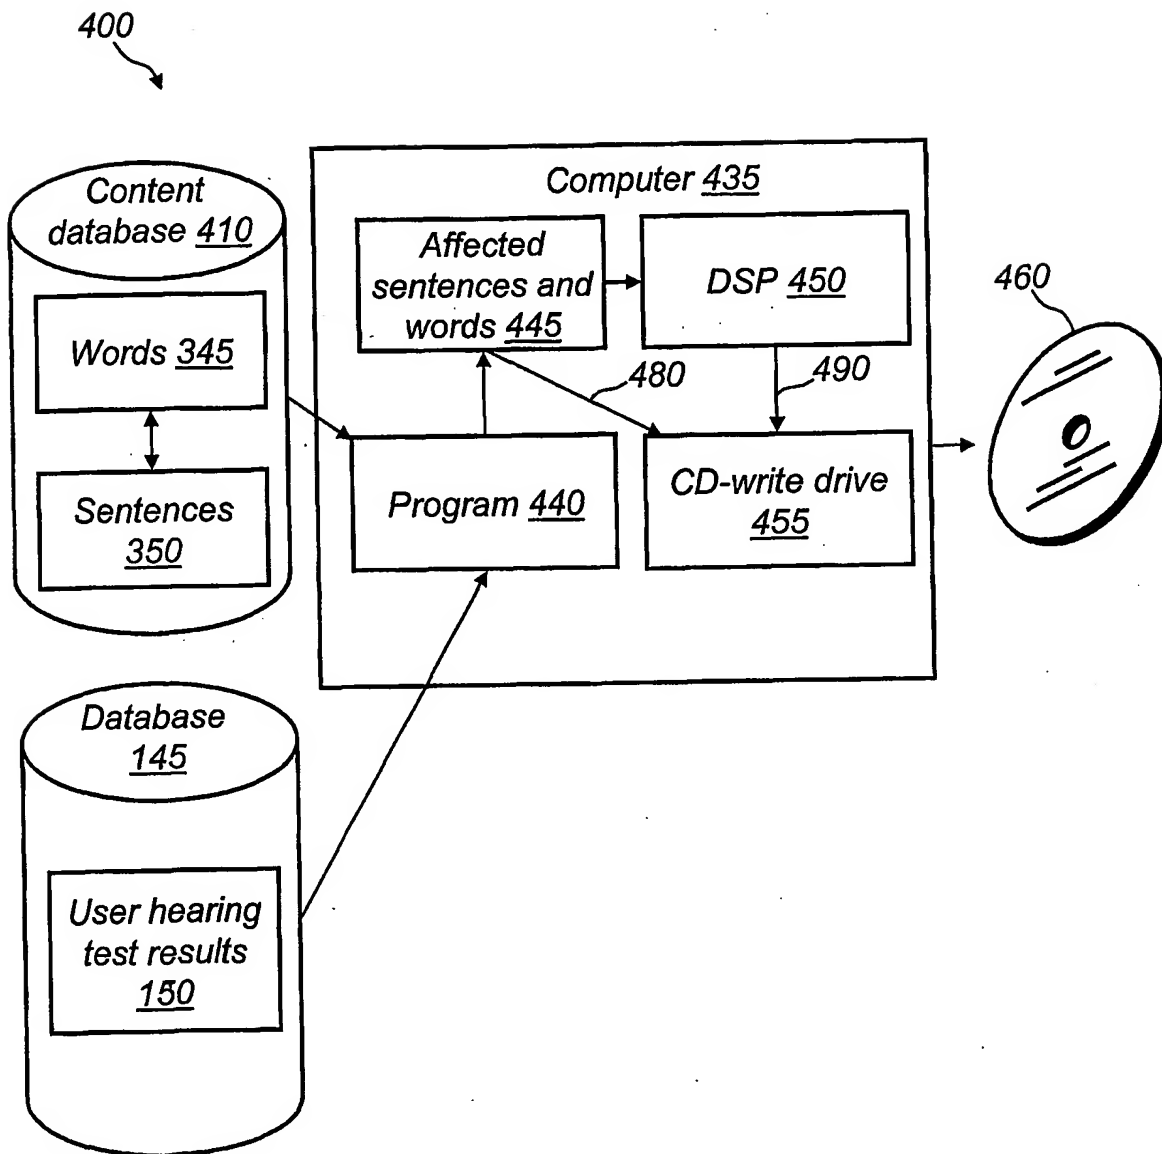 400
Content
database 410
Words 345
Sentences
350
Computer 435
Affected
sentences and
words 445
DSP 450
480
490
Program 440
CD-write drive
455
460
Database
145
User hearing
test results
150